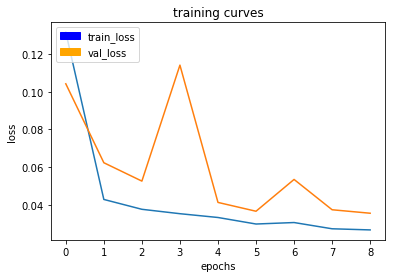 training curves
train_loss
val_loss
loss
0.12
0.10
0.08
0.06
0.04
0 1 2 3 4 5 6 7 8
epochs